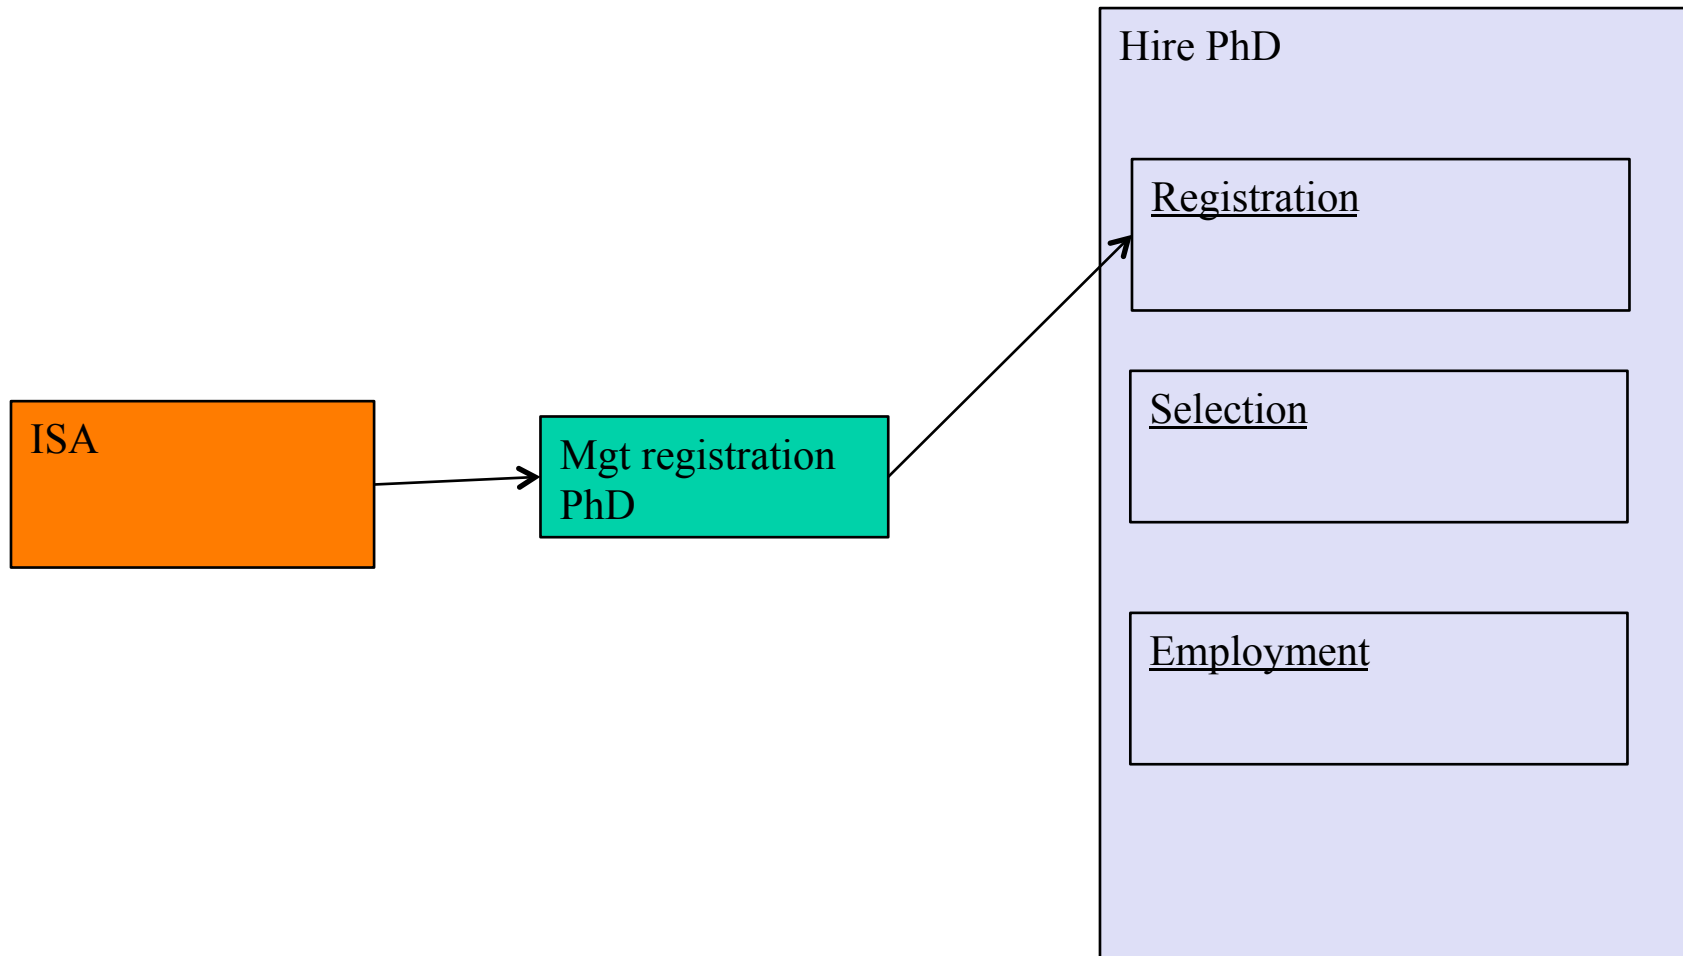 Hire PhD
Registration
Selection
Employment
ISA
Mgt registration
PhD